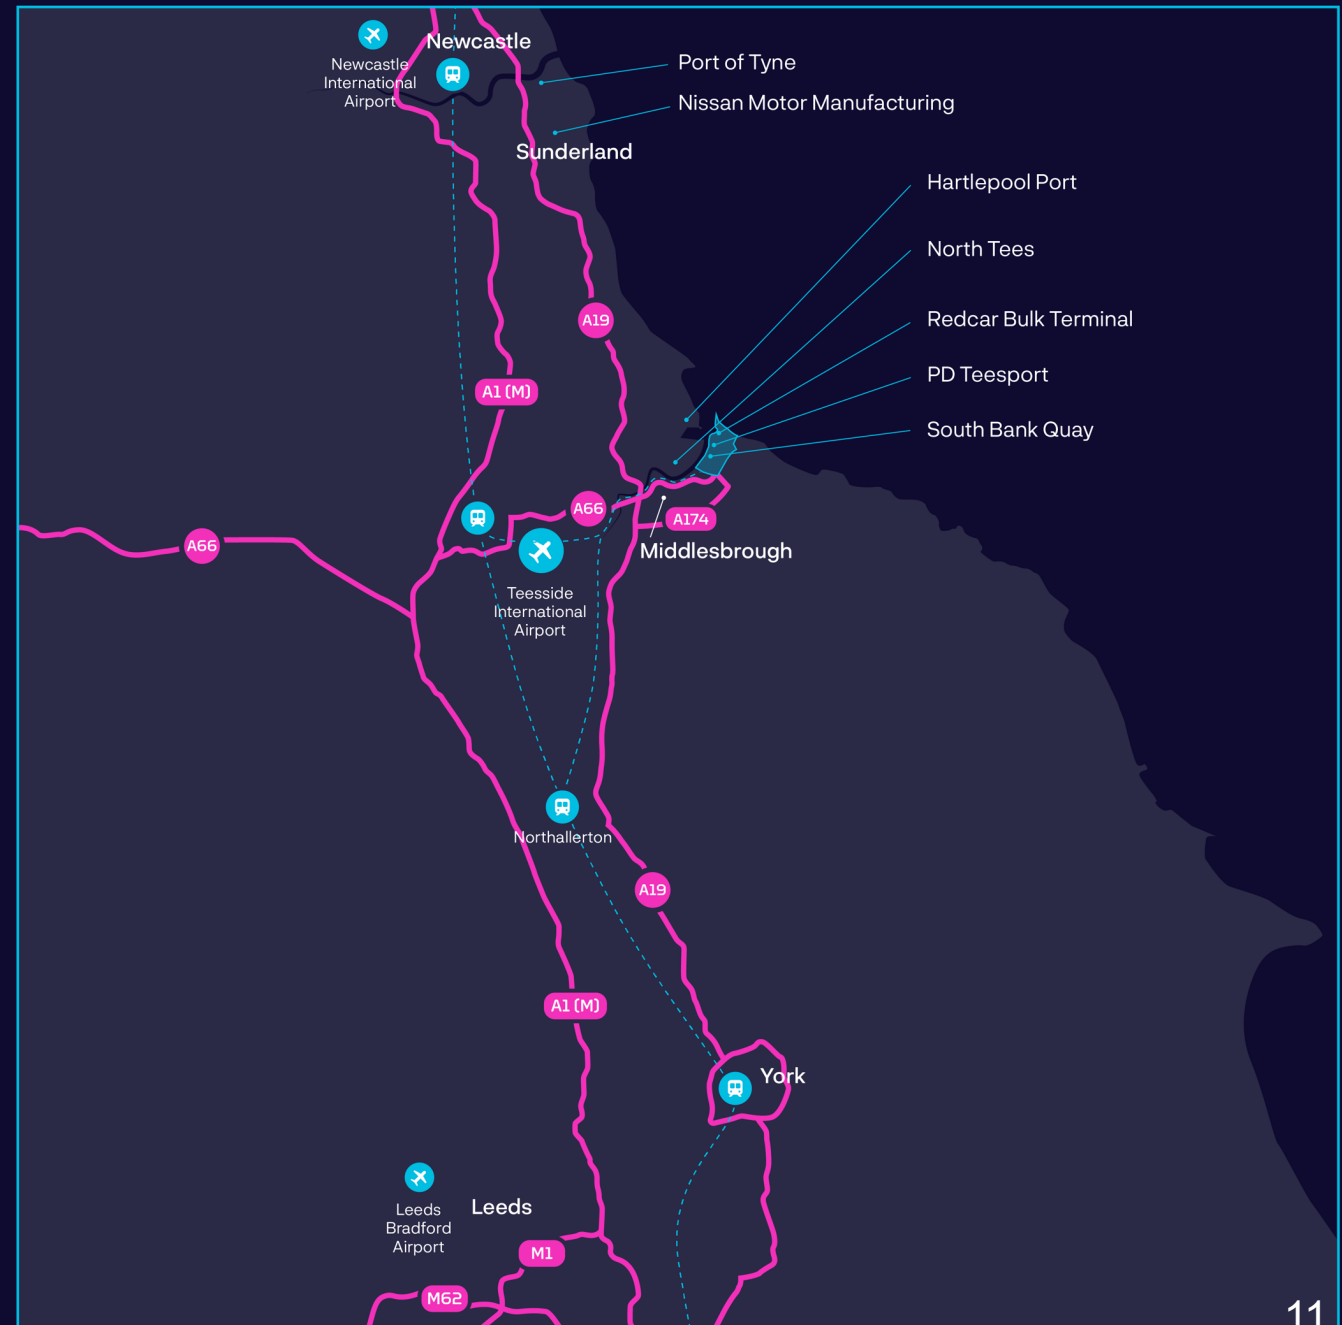 Newcastle
Newcastle
International
Airport
Port of Tyne
Nissan Motor Manufacturing
Sunderland
Hartlepool Port
North Tees
Redcar Bulk Terminal
PD Teesport
South Bank Quay
A19
A1 (M)
A66
A174
A66
Middlesbrough
Teesside
International
Airport
Northallerton
A19
A1 (M)
York
Leeds
Bradford
Airport
Leeds
M1
M62
11